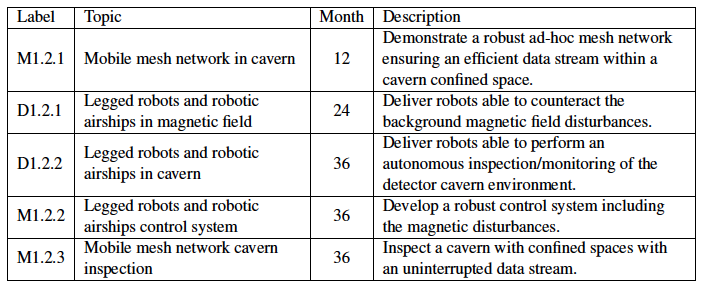 Label Topic Month Description
M1.2.1 Mobile mesh network in cavern 12 Demonstrate a robust ad-hoc mesh network
ensuring an efficient data stream within a
cavern confined space.
D1.2.1 Legged robots and robotic
airships in magnetic field 24 Deliver robots able to counteract the
background magnetic field disturbances.
D1.2.2 Legged robots and robotic
airships in cavern 36 Deliver robots able to perform an
autonomous inspection/monitoring of the
detector cavern environment.
M1.2.2 Legged robots and robotic
airships control system 36 Develop a robust control system including
the magnetic disturbances.
M1.2.3 Mobile mesh network cavern
inspection 36 Inspect a cavern with confined spaces with
an uninterrupted data stream.